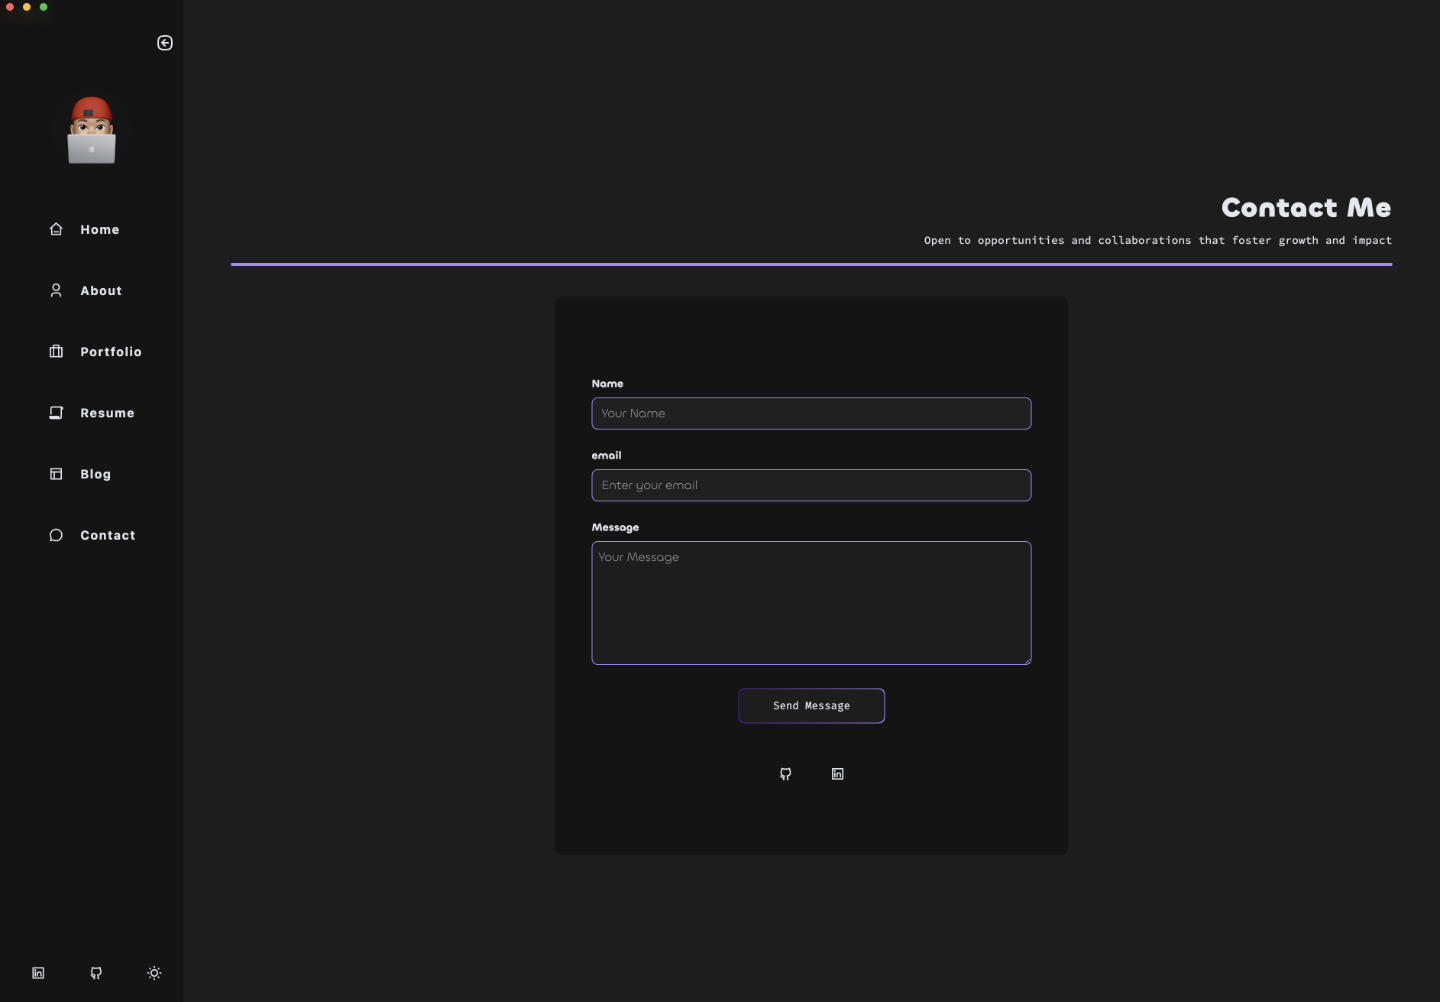 Home
About
Portfolio
Resume
Blog
Contact
Contact Me
Open to opportunities and collaborations that foster growth and impact
Name
Your Name
email
Enter your email
Message
Your Message
Send Message